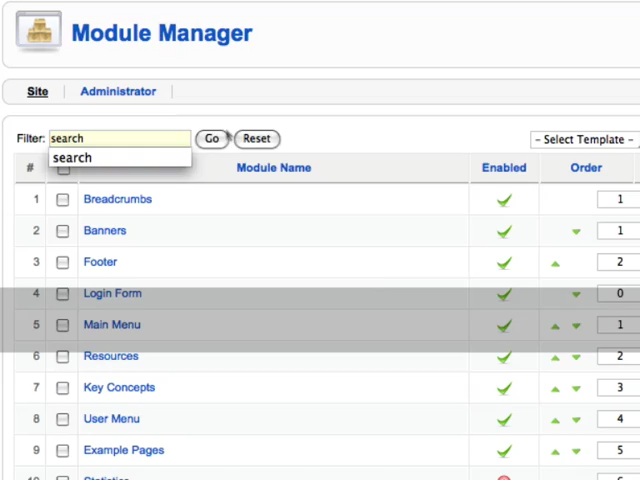 Module Manager
Site Administrator
Filter: search Go Reset - Select Template -
search
# Module Name Enabled Order
1 Breadcrumbs 1
2 Banners 1
3 Footer 2
4 Login Form 0
5 Main Menu 1
6 Resources 2
7 Key Concepts 3
8 User Menu 4
9 Example Pages 5